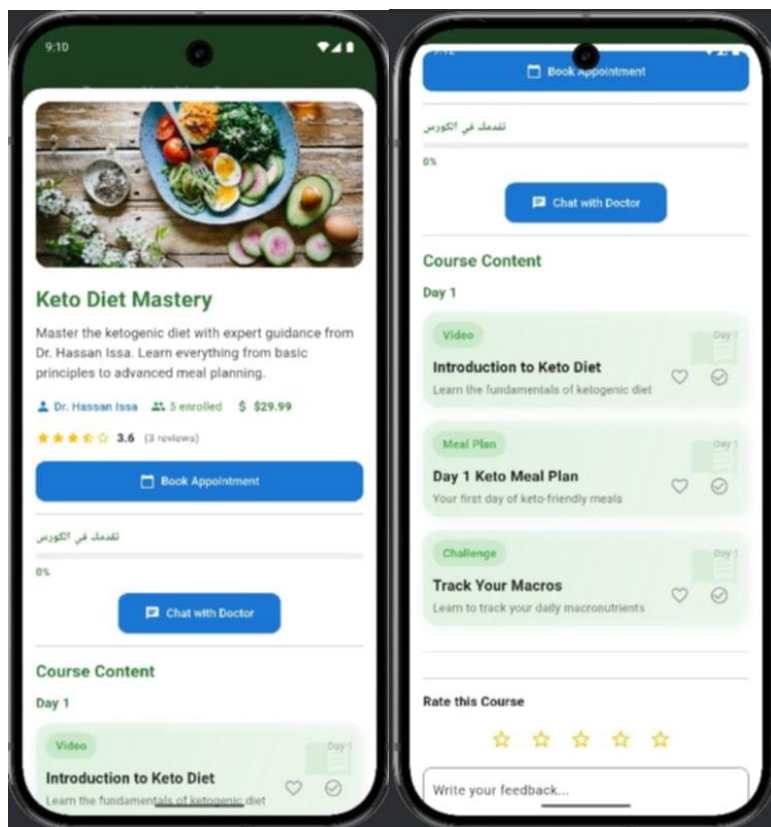 9:10
Keto Diet Mastery
Master the ketogenic diet with expert guidance from
Dr. Hassan Issa. Learn everything from basic
principles to advanced meal planning.
Dr. Hassan Issa 5 enrolled $ $29.99
3.6 (3 reviews)
Book Appointment
تقدمك في الكورس
0%
Chat with Doctor
Course Content
Day 1
Video
Day 1
Introduction to Keto Diet
Learn the fundamentals of ketogenic diet
Book Appointment
تقدمك في الكورس
0%
Chat with Doctor
Course Content
Day 1
Video
Day 1
Introduction to Keto Diet
Learn the fundamentals of ketogenic diet
Meal Plan
Day 1
Day 1 Keto Meal Plan
Your first day of keto-friendly meals
Challenge
Day 1
Track Your Macros
Learn to track your daily macronutrients
Rate this Course
Write your feedback...